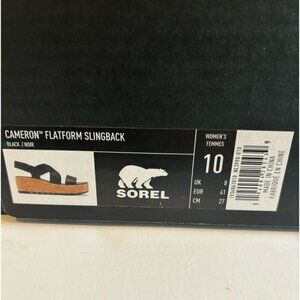 CAMERON™ FLATFORM SLINGBACK
BLACK / NOIR
SOREL
WOMEN'S
FEMMES
10
UK 8
EUR 41
CM 27
MADE IN CHINA
FABRIQUÉ EN CHINE